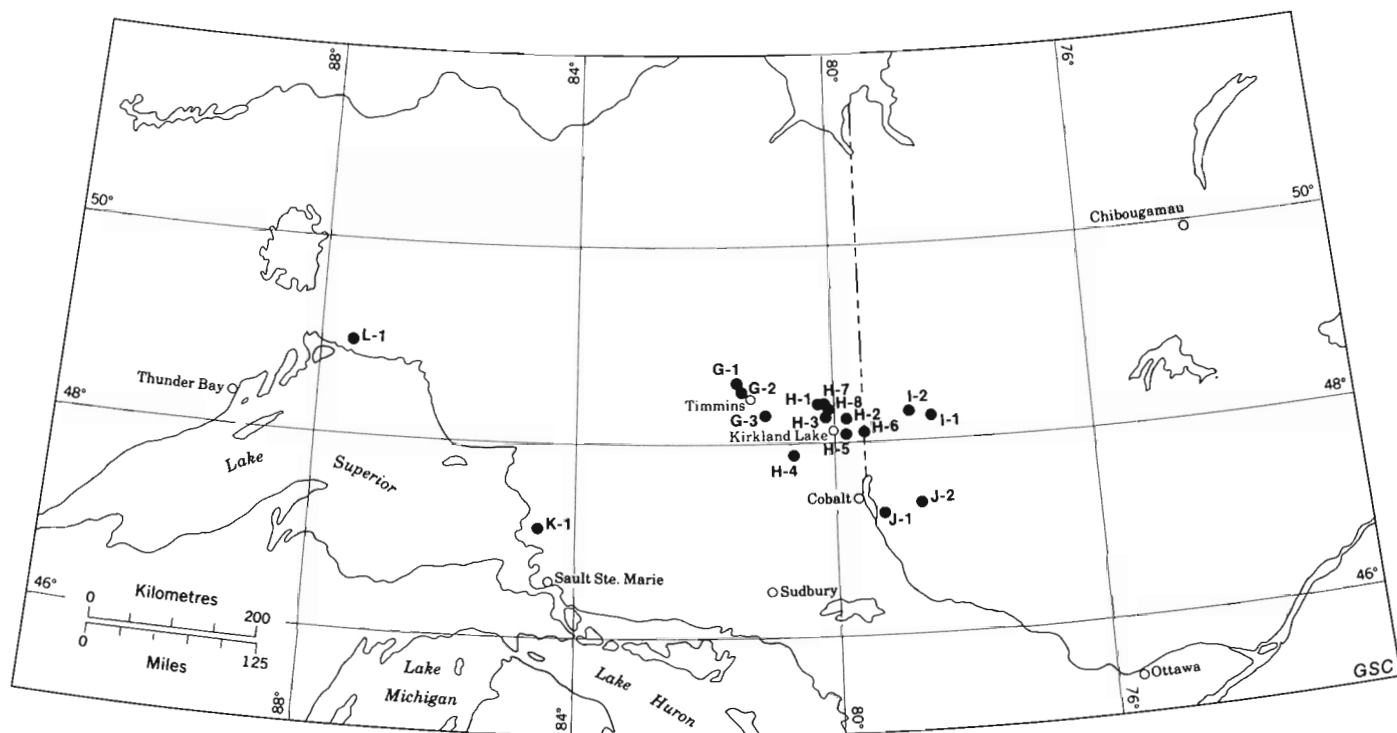 88°
84°
80°
76°
50°
50°
Chibougamau
L-1
Thunder Bay
G-1
G-2
Timmins
G-3
H-7
H-1
H-8
H-3
H-2
Kirkland Lake
H-6
H-5
H-4
I-2
I-1
48°
48°
Lake Superior
Cobalt
J-2
J-1
K-1
Sault Ste. Marie
Sudbury
46°
46°
0 Kilometres 200
0 Miles 125
Lake
Michigan
Lake
Huron
Ottawa
GSC
88°
84°
80°
76°